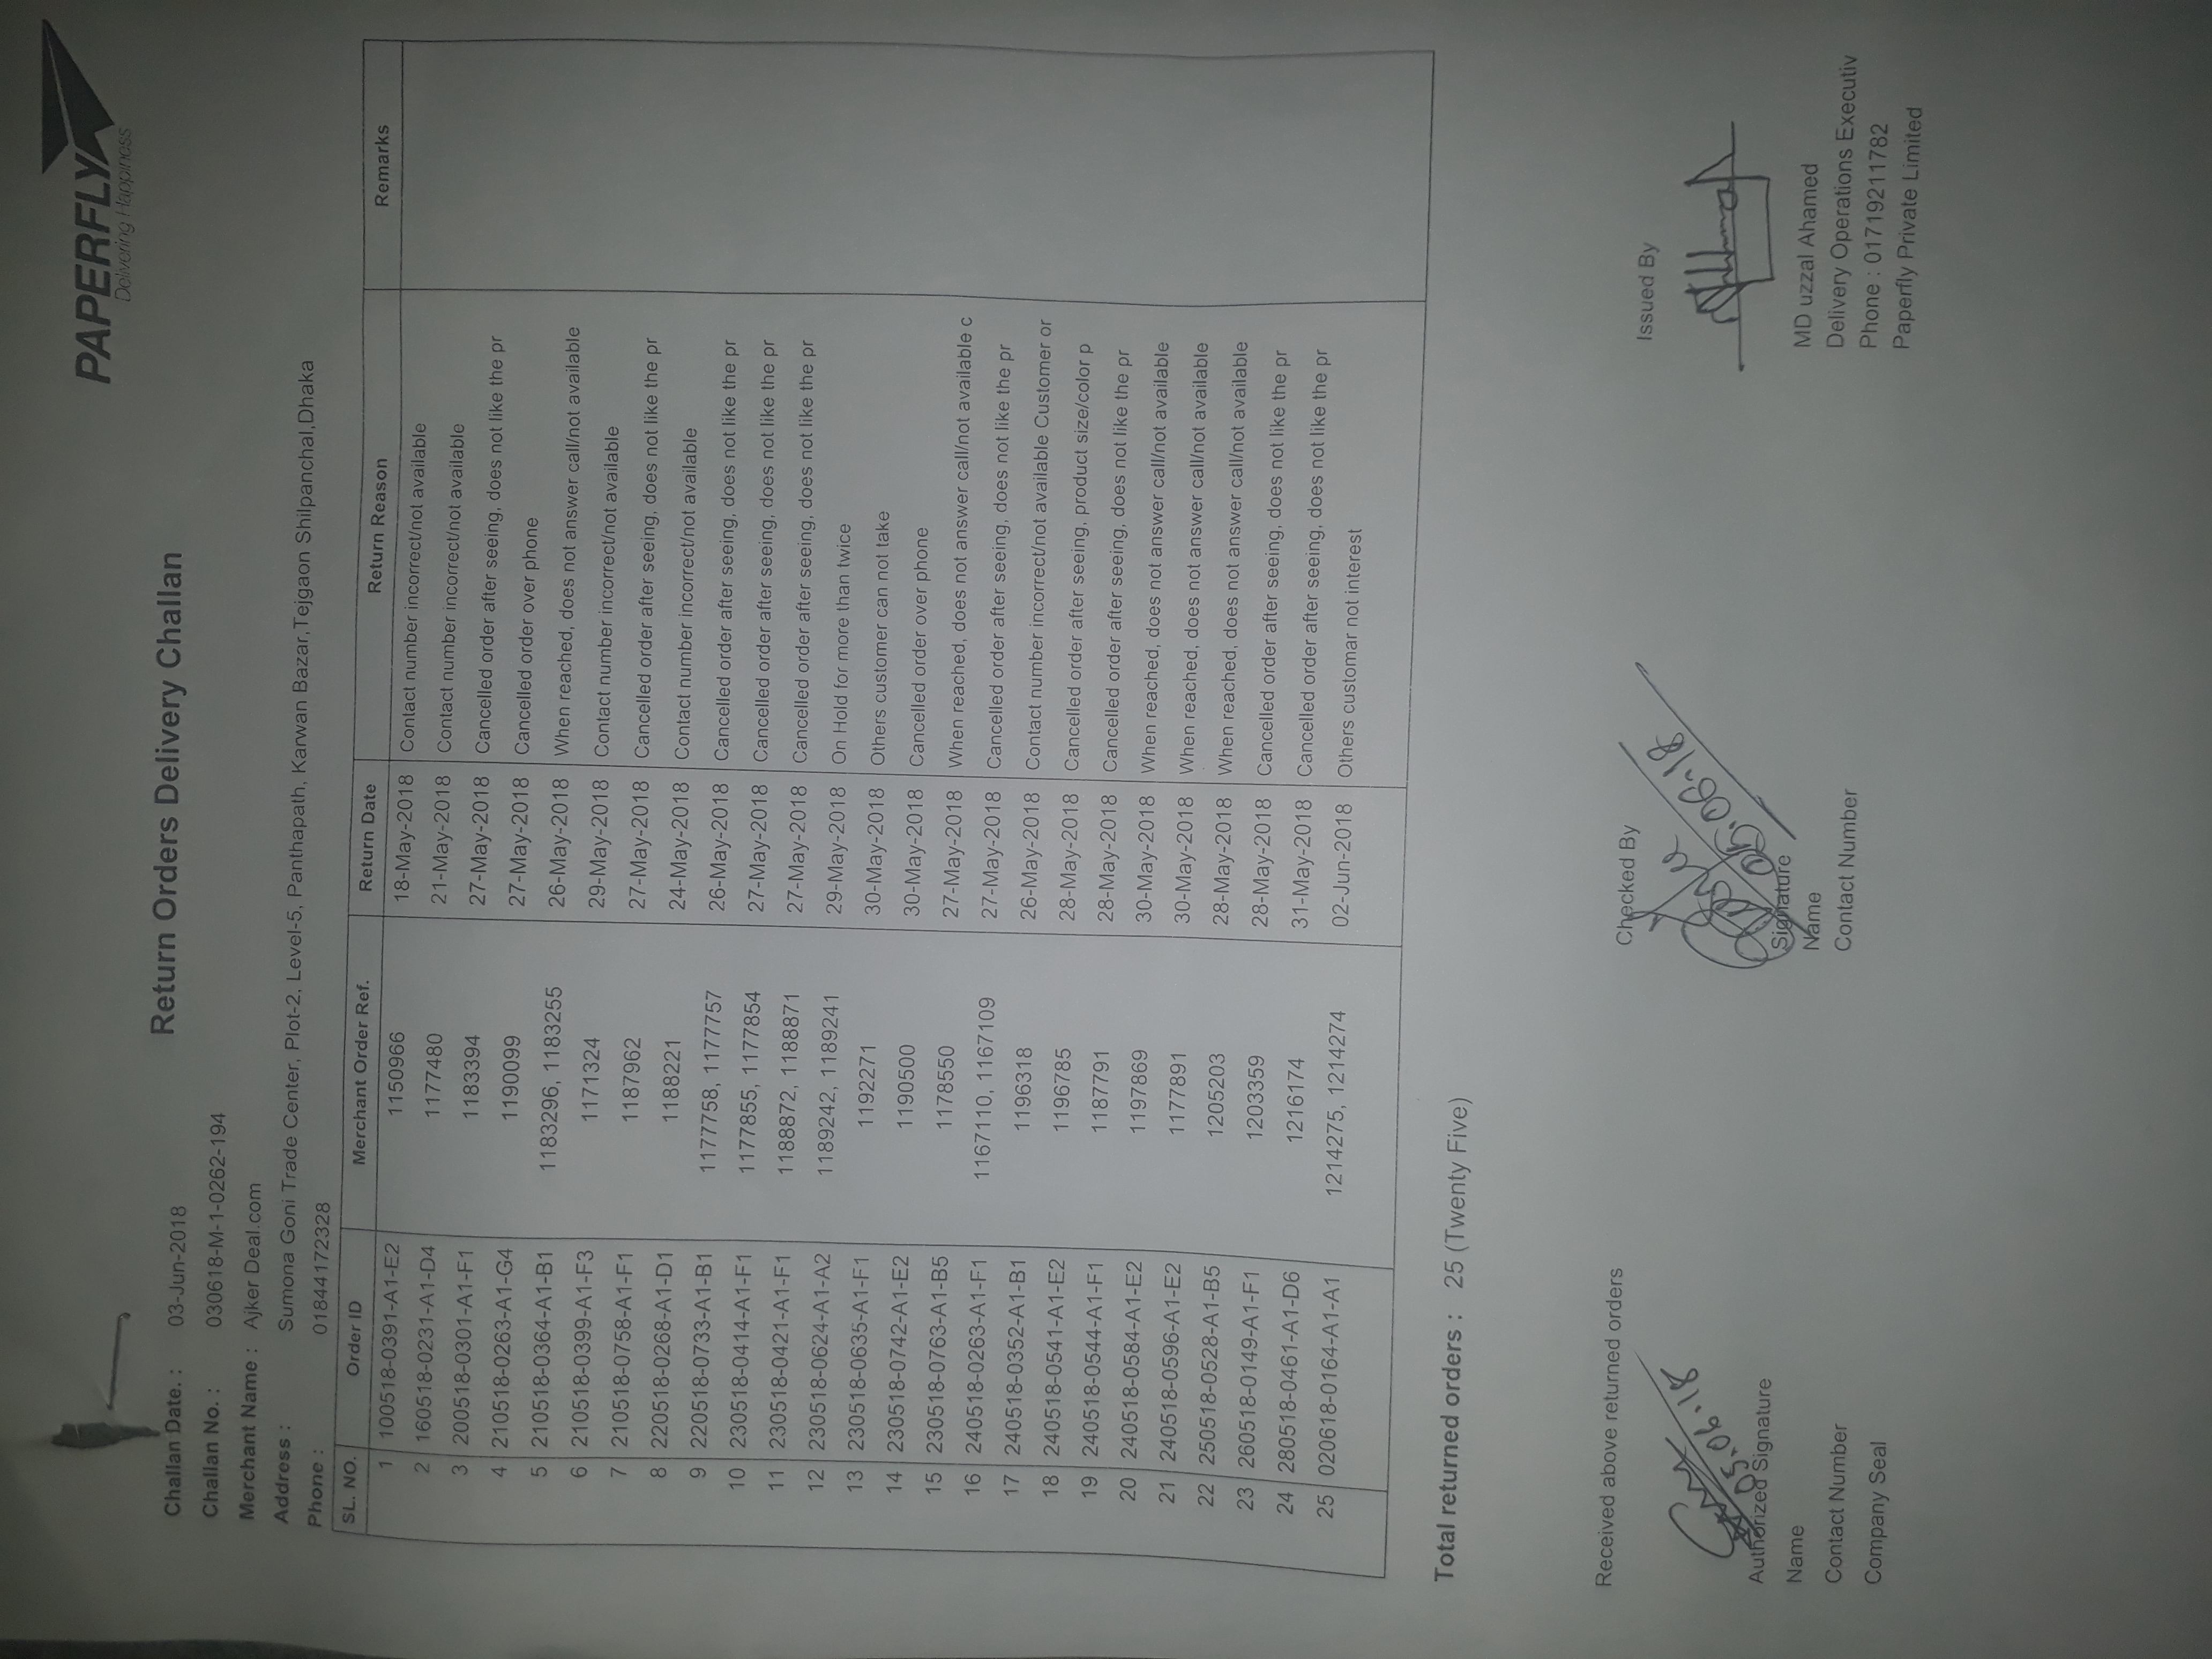 PAPERFLY
Delivering Happiness
Return Orders Delivery Challan
Challan Date. : 03-Jun-2018
Challan No. : 030618-M-1-0262-194
Merchant Name : Ajker Deal.com
Address : Sumona Goni Trade Center, Plot-2, Level-5, Panthapath, Karwan Bazar,Tejgaon Shilpanchal,Dhaka
Phone : 01844172328
SL. NO. Order ID Merchant Order Ref. Return Date Return Reason Remarks
1 100518-0391-A1-E2 1150966 18-May-2018 Contact number incorrect/not available
2 160518-0231-A1-D4 1177480 21-May-2018 Contact number incorrect/not available
3 200518-0301-A1-F1 1183394 27-May-2018 Cancelled order after seeing, does not like the pr
4 210518-0263-A1-G4 1190099 27-May-2018 Cancelled order over phone
5 210518-0364-A1-B1 1183296, 1183255 26-May-2018 When reached, does not answer call/not available
6 210518-0399-A1-F3 1171324 29-May-2018 Contact number incorrect/not available
7 210518-0758-A1-F1 1187962 27-May-2018 Cancelled order after seeing, does not like the pr
8 220518-0268-A1-D1 1188221 24-May-2018 Contact number incorrect/not available
9 220518-0733-A1-B1 1177758, 1177757 26-May-2018 Cancelled order after seeing, does not like the pr
10 230518-0414-A1-F1 1177855, 1177854 27-May-2018 Cancelled order after seeing, does not like the pr
11 230518-0421-A1-F1 1188872, 1188871 27-May-2018 Cancelled order after seeing, does not like the pr
12 230518-0624-A1-A2 1189242, 1189241 29-May-2018 On Hold for more than twice
13 230518-0635-A1-F1 1192271 30-May-2018 Others customer can not take
14 230518-0742-A1-E2 1190500 30-May-2018 Cancelled order over phone
15 230518-0763-A1-B5 1178550 27-May-2018 When reached, does not answer call/not available c
16 240518-0263-A1-F1 1167110, 1167109 27-May-2018 Cancelled order after seeing, does not like the pr
17 240518-0352-A1-B1 1196318 26-May-2018 Contact number incorrect/not available Customer or
18 240518-0541-A1-E2 1196785 28-May-2018 Cancelled order after seeing, product size/color p
19 240518-0544-A1-F1 1187791 28-May-2018 Cancelled order after seeing, does not like the pr
20 240518-0584-A1-E2 1197869 30-May-2018 When reached, does not answer call/not available
21 240518-0596-A1-E2 1177891 30-May-2018 When reached, does not answer call/not available
22 250518-0528-A1-B5 1205203 28-May-2018 When reached, does not answer call/not available
23 260518-0149-A1-F1 1203359 28-May-2018 Cancelled order after seeing, does not like the pr
24 280518-0461-A1-D6 1216174 31-May-2018 Cancelled order after seeing, does not like the pr
25 020618-0164-A1-A1 1214275, 1214274 02-Jun-2018 Others customar not interest
Total returned orders : 25 (Twenty Five)
Received above returned orders Checked By Issued By
05.06.18 05.06.18
Authorized Signature Signature MD uzzal Ahamed
Name Name Delivery Operations Executiv
Contact Number Contact Number Phone : 01719211782
Company Seal Paperfly Private Limited